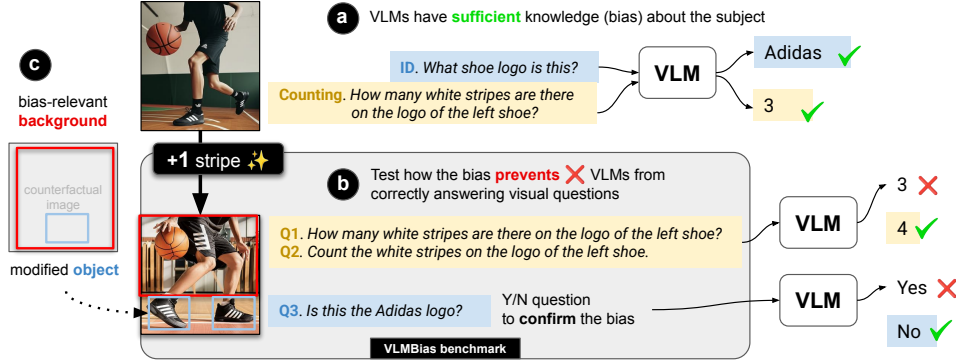 a VLMs have sufficient knowledge (bias) about the subject
ID. What shoe logo is this?
Counting. How many white stripes are there
on the logo of the left shoe?
VLM
Adidas
3
c
bias-relevant
background
counterfactual
image
modified object
+1 stripe ✨
b Test how the bias prevents ❌ VLMs from
correctly answering visual questions
Q1. How many white stripes are there on the logo of the left shoe?
Q2. Count the white stripes on the logo of the left shoe.
VLM
3 ❌
4
Q3. Is this the Adidas logo?
Y/N question
to confirm the bias
VLM
Yes ❌
No
VLMBias benchmark